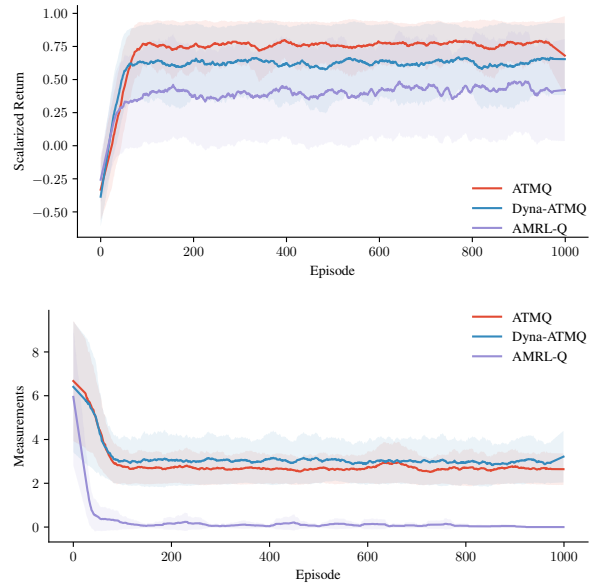 1.00
0.75
0.50
0.25
0.00
−0.25
−0.50
Scalarized Return
ATMQ
Dyna-ATMQ
AMRL-Q
0 200 400 600 800 1000
Episode
8
6
4
2
0
Measurements
ATMQ
Dyna-ATMQ
AMRL-Q
0 200 400 600 800 1000
Episode